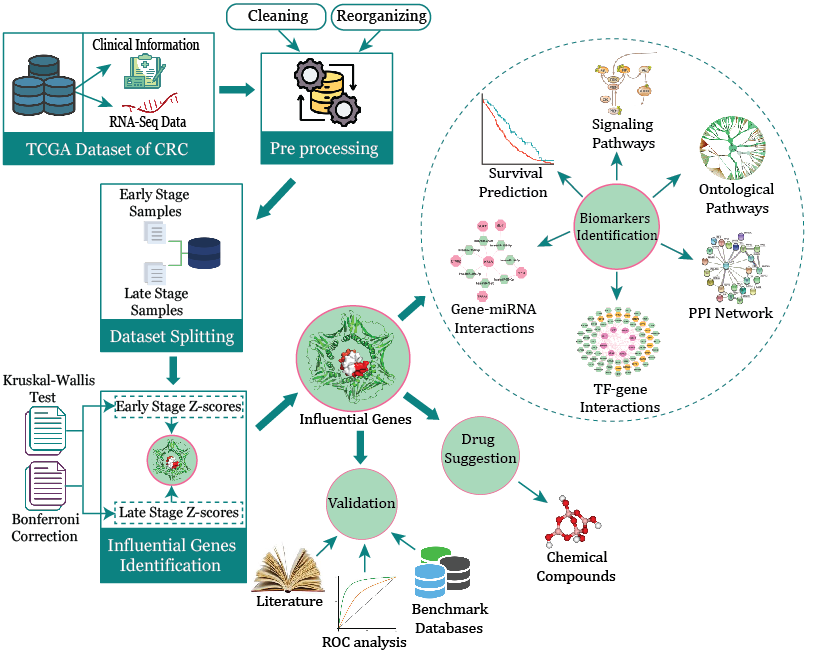 Cleaning
Reorganizing
Clinical Information
RNA-Seq Data
TCGA Dataset of CRC
Pre processing
Early Stage
Samples
Late Stage
Samples
Dataset Splitting
Kruskal-Wallis
Test
Bonferroni
Correction
Early Stage Z-scores
Late Stage Z-scores
Influential Genes
Identification
Influential Genes
Biomarkers
Identification
Survival
Prediction
Signaling
Pathways
Ontological
Pathways
PPI Network
TF-gene
Interactions
Gene-miRNA
Interactions
Drug
Suggestion
Chemical
Compounds
Validation
Literature
ROC analysis
Benchmark
Databases